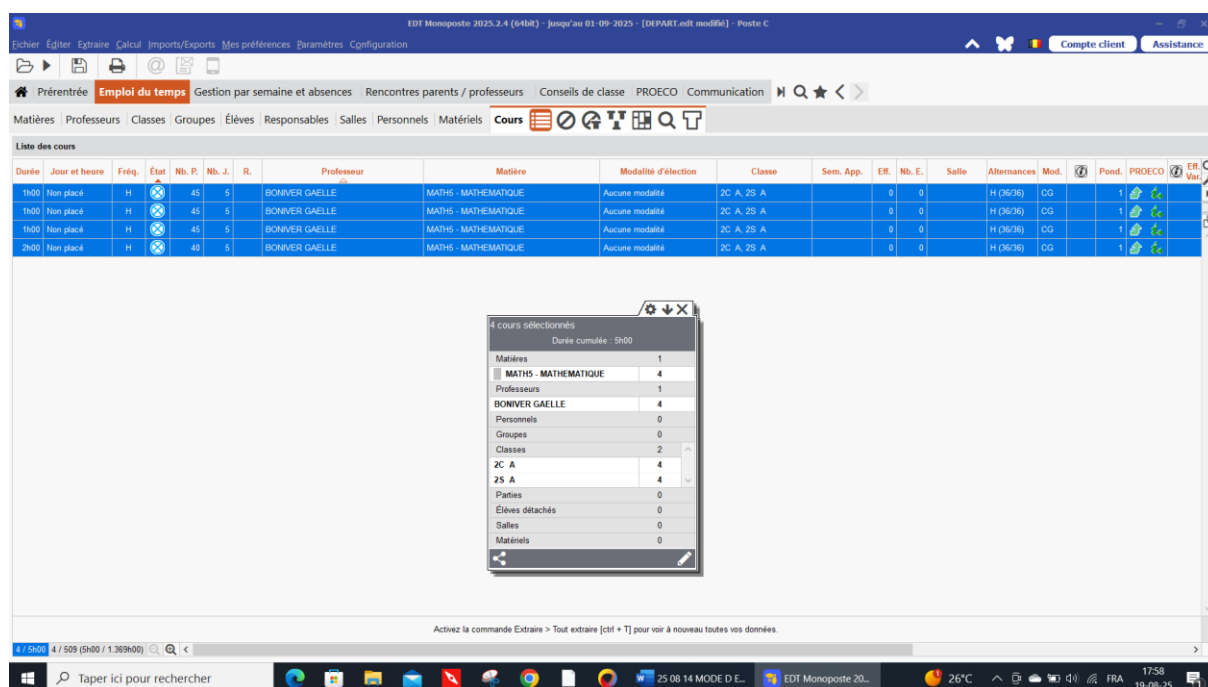 EDT Monoposte 2025.2.4 (64bit) - jusqu'au 01-09-2025 - [DEPART.edt modifié] - Poste C
Fichier Éditer Extraire Calcul Imports/Exports Mes préférences Paramètres Configuration
Compte client Assistance
Prérentrée Emploi du temps Gestion par semaine et absences Rencontres parents / professeurs Conseils de classe PROECO Communication
Matières Professeurs Classes Groupes Élèves Responsables Salles Personnels Matériels Cours
Liste des cours
Durée Jour et heure Fréq. État Nb. P. Nb. J. R. Professeur Matière Modalité d'élection Classe Sem. App. Eff. Nb. E. Salle Alternances Mod. Pond. PROECO Eff. Var.
1h00 Non placé H 45 5 BONIVER GAELLE MATH5 - MATHEMATIQUE Aucune modalité 2C A, 2S A 0 0 H (36/36) CG 1
1h00 Non placé H 45 5 BONIVER GAELLE MATH5 - MATHEMATIQUE Aucune modalité 2C A, 2S A 0 0 H (36/36) CG 1
1h00 Non placé H 45 5 BONIVER GAELLE MATH5 - MATHEMATIQUE Aucune modalité 2C A, 2S A 0 0 H (36/36) CG 1
2h00 Non placé H 40 5 BONIVER GAELLE MATH5 - MATHEMATIQUE Aucune modalité 2C A, 2S A 0 0 H (36/36) CG 1
4 cours sélectionnés
Durée cumulée : 5h00
Matières 1
MATH5 - MATHEMATIQUE 4
Professeurs 1
BONIVER GAELLE 4
Personnels 0
Groupes 0
Classes 2
2C A 4
2S A 4
Parties 0
Élèves détachés 0
Salles 0
Matériels 0
Activez la commande Extraire > Tout extraire [ctrl + T] pour voir à nouveau toutes vos données.
4 / 5h00 4 / 509 (5h00 / 1.369h00)
Taper ici pour rechercher
25 08 14 MODE D E... EDT Monoposte 20... 26°C FRA 17:58
19-08-25